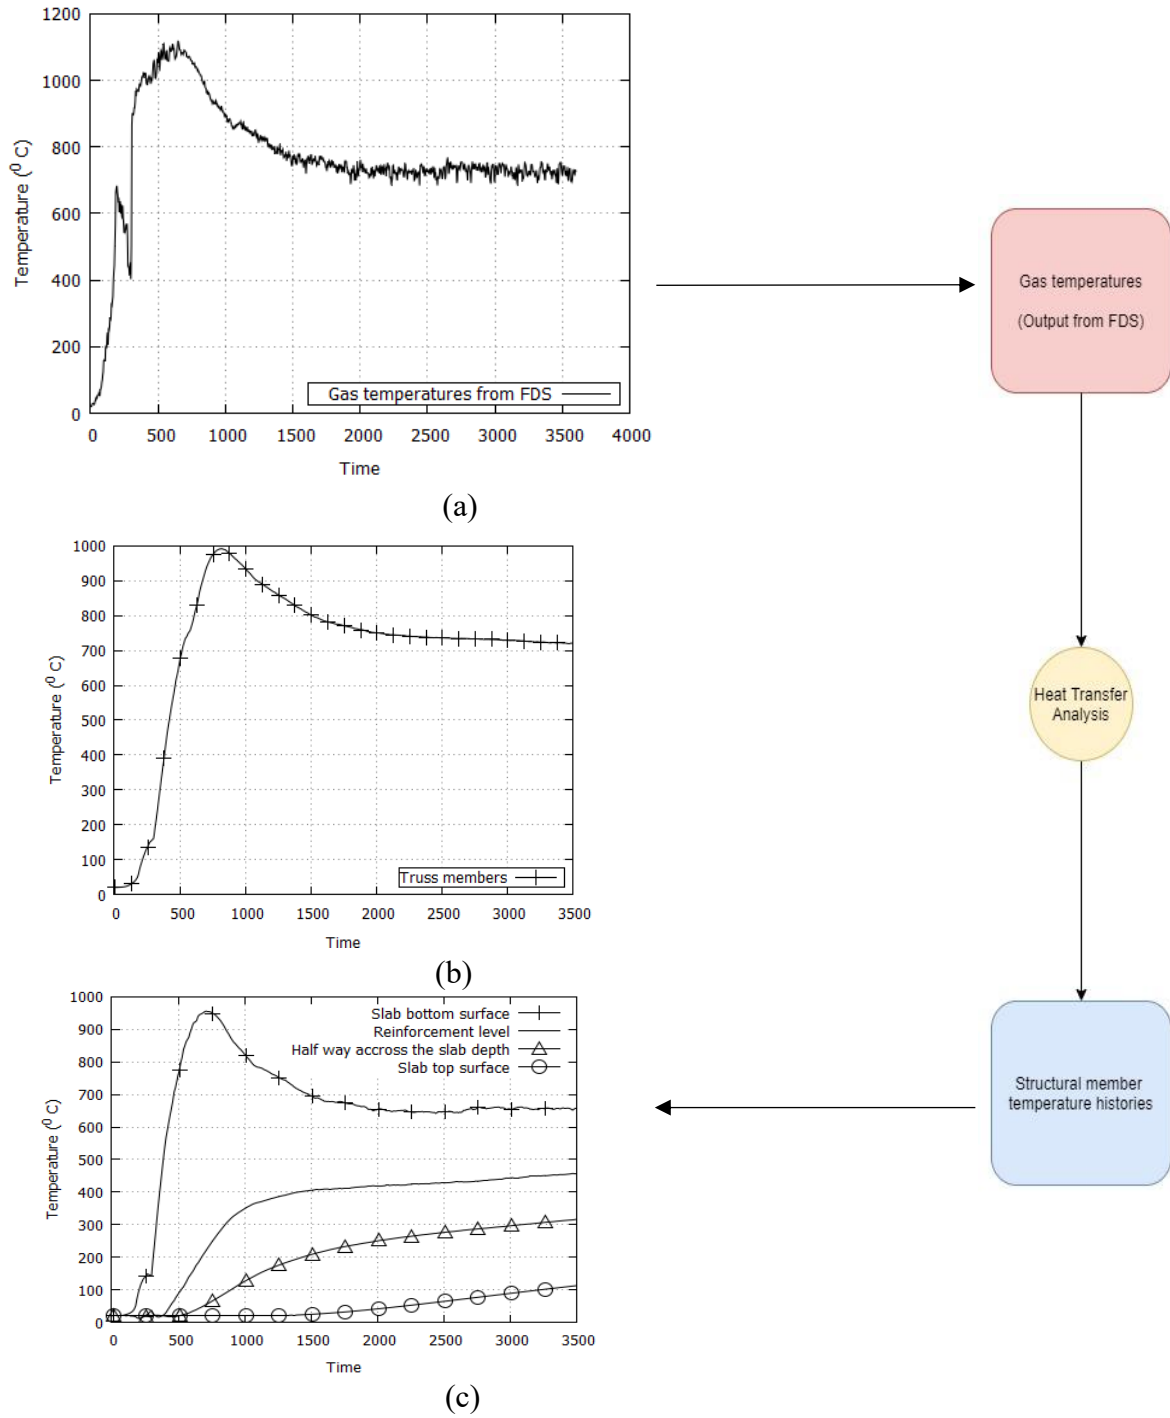 1200
1000
800
600
400
200
0
Temperature (⁰ C)
Gas temperatures from FDS
0 500 1000 1500 2000 2500 3000 3500 4000
Time
(a)
Gas temperatures
(Output from FDS)
1000
900
800
700
600
500
400
300
200
100
0
Temperature (⁰ C)
Truss members
0 500 1000 1500 2000 2500 3000 3500
Time
(b)
Heat Transfer
Analysis
1000
900
800
700
600
500
400
300
200
100
0
Temperature (⁰ C)
Slab bottom surface
Reinforcement level
Half way accross the slab depth
Slab top surface
0 500 1000 1500 2000 2500 3000 3500
Time
(c)
Structural member
temperature histories